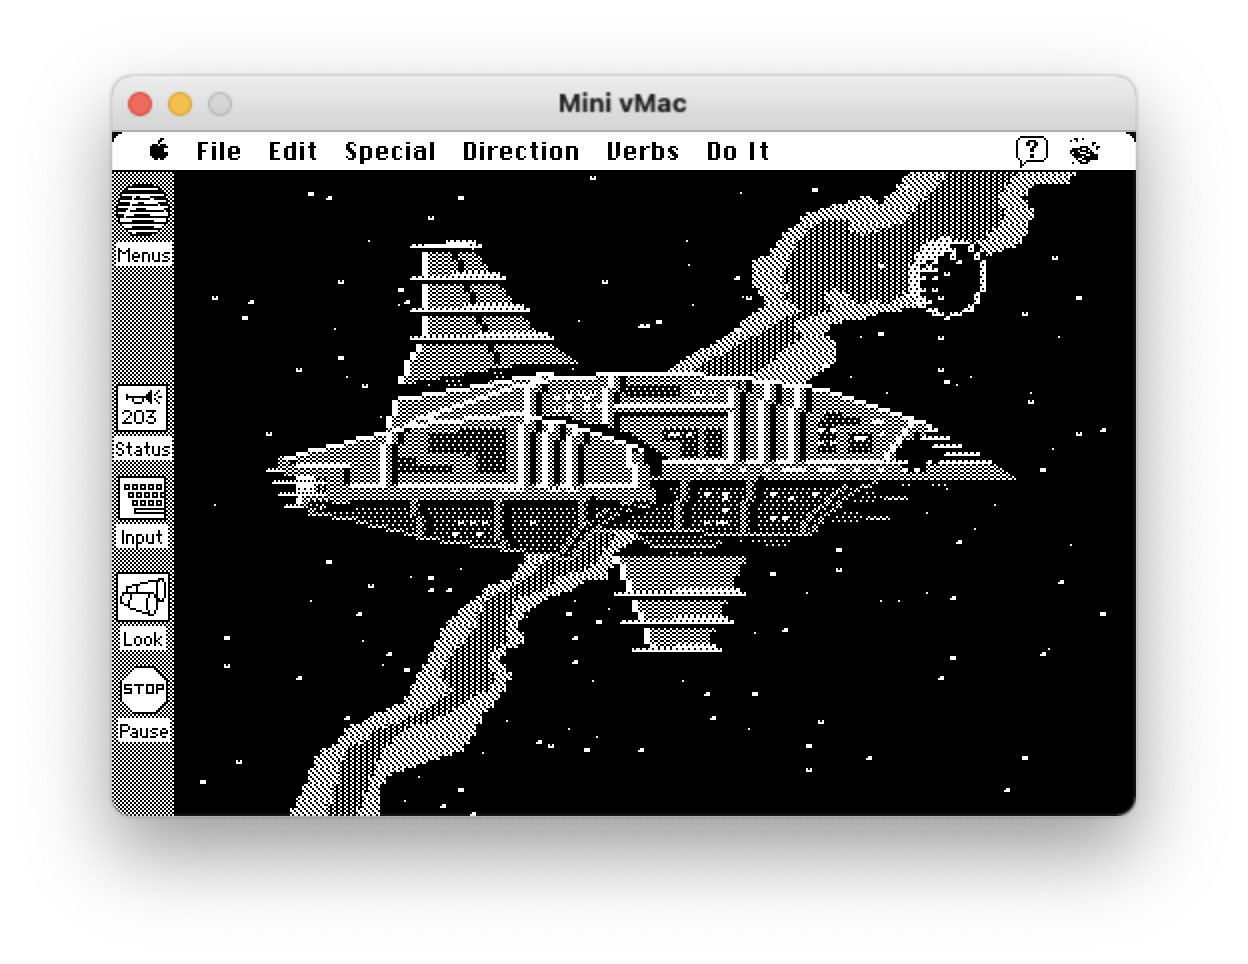 Mini vMac
File Edit Special Direction Verbs Do It ?
Menus
203
Status
Input
Look
STOP
Pause